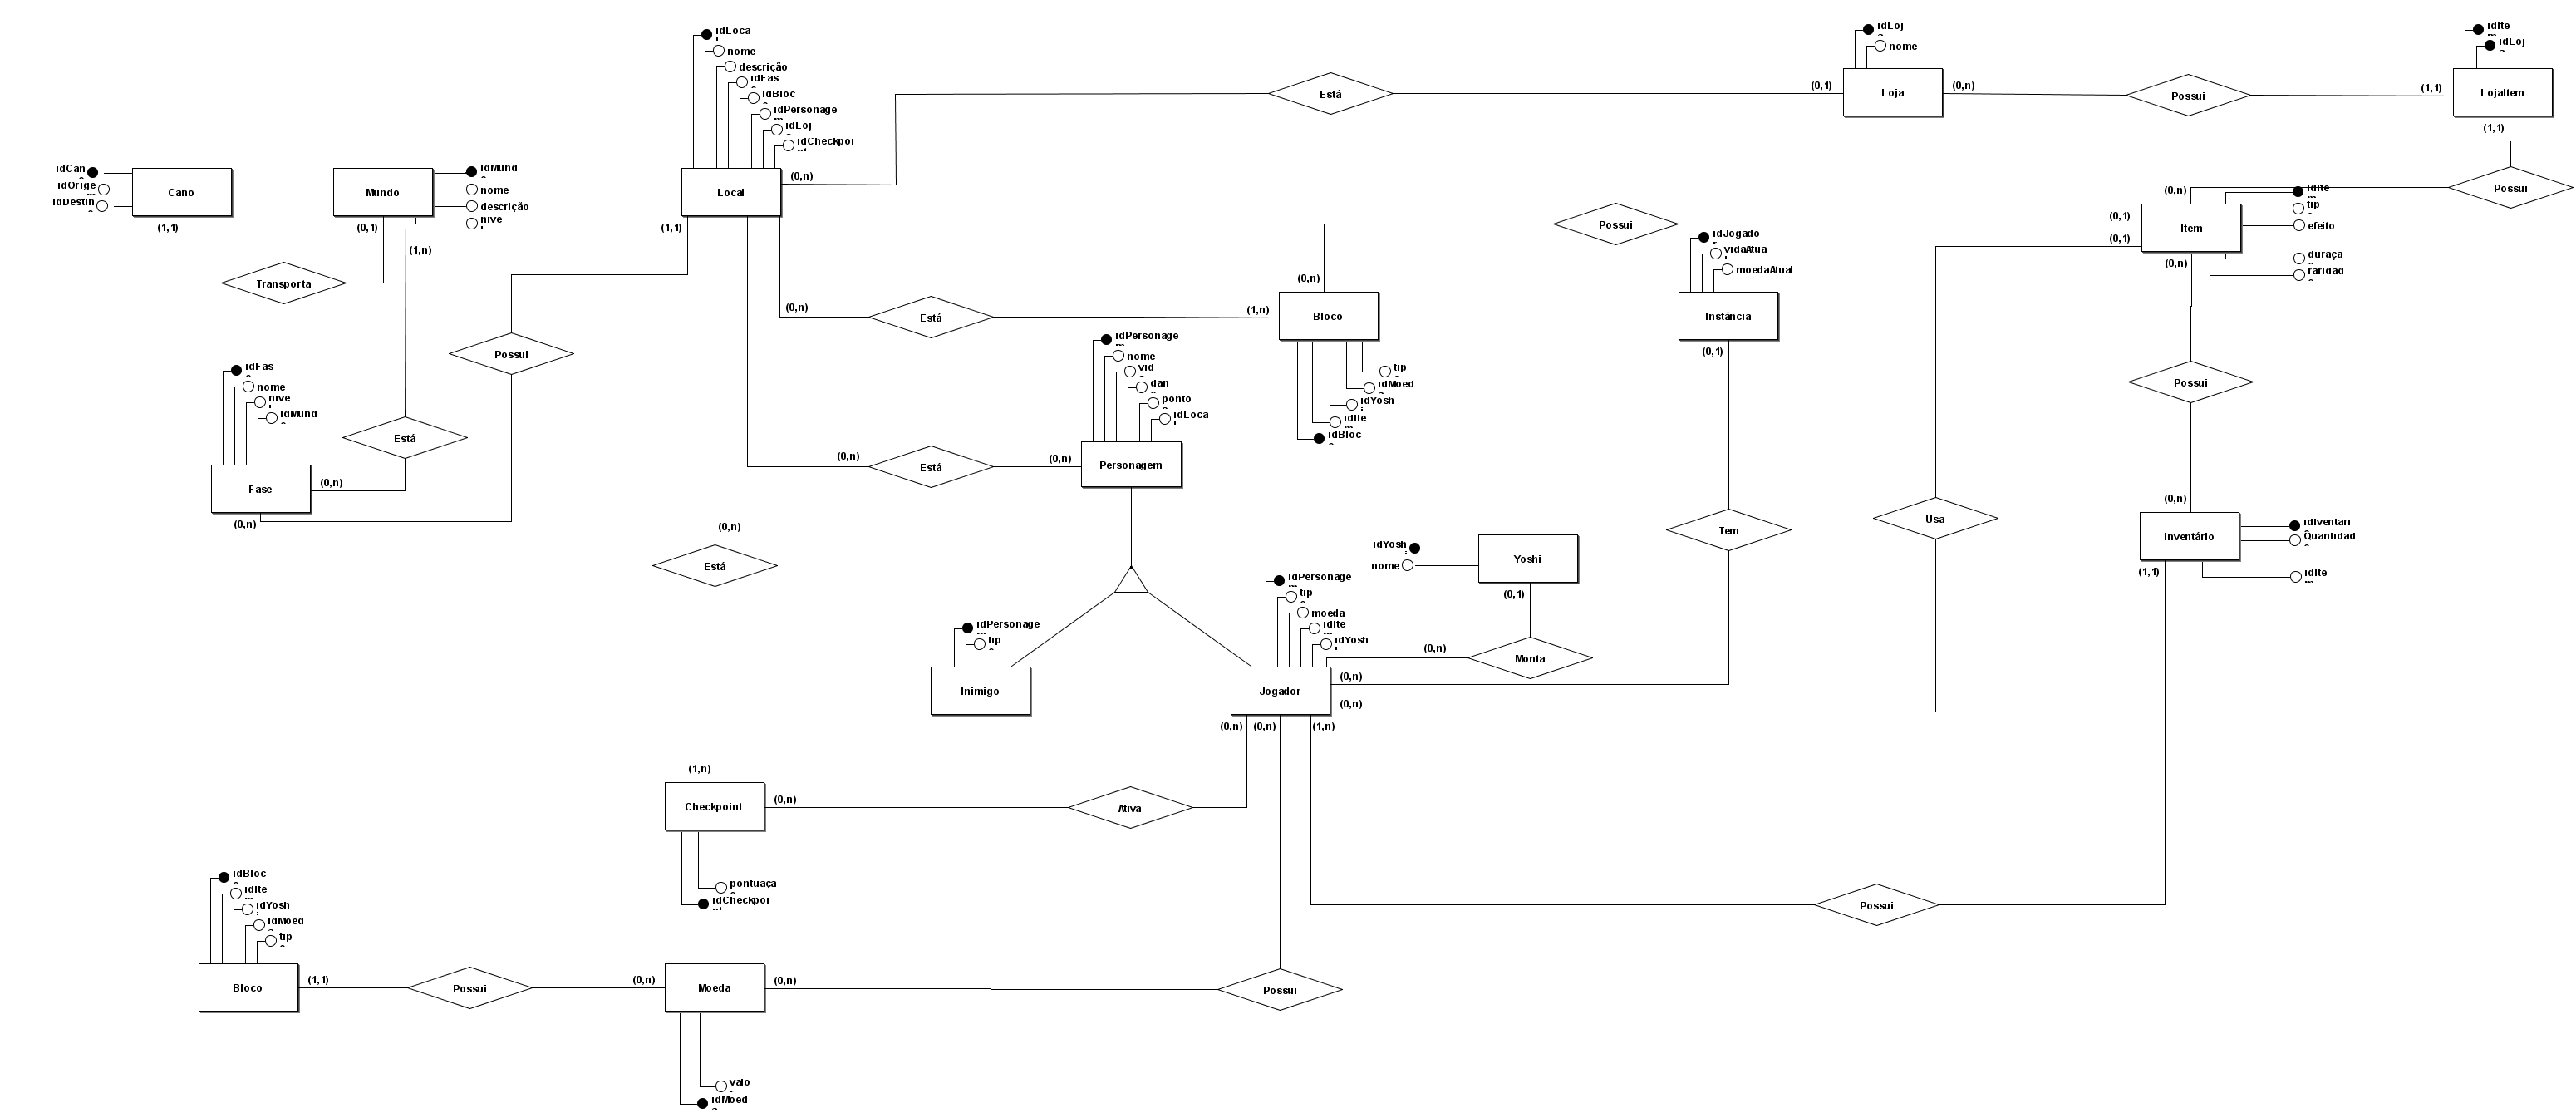 idLoca
nome
descrição
idFas
idBloc
idPersonage
idLoj
idCheckpoi
Local
(0,n)
(1,1)
Está
(0,1)
idLoj
nome
Loja
(0,n)
Possui
(1,1)
idIte
idLoj
LojaItem
(1,1)
Possui
(0,n)
idCan
idOrige
idDestin
Cano
(1,1)
Transporta
Mundo
(0,1)
(1,n)
idMund
nome
descrição
nive
Possui
Está
idFas
nome
nive
idMund
Fase
(0,n)
(0,n)
(0,n)
Está
(1,n)
Bloco
(0,n)
Possui
(0,1)
tip
idMoed
idYosh
idIte
idBloc
idJogado
vidaAtua
moedaAtual
Instância
(0,1)
Item
(0,1)
(0,n)
idIte
tip
efeito
duraça
raridad
Possui
(0,n)
Inventário
(1,1)
idIventari
Quantidad
idIte
idPersonage
nome
vid
dan
ponto
idLoca
Personagem
(0,n)
Está
(0,n)
Tem
Usa
(0,n)
Está
(1,n)
Checkpoint
(0,n)
pontuaça
idCheckpoi
Ativa
idYosh
nome
Yoshi
(0,1)
Monta
(0,n)
idPersonage
tip
Inimigo
idPersonage
tip
moeda
idIte
idYosh
Jogador
(0,n)
(0,n)
(0,n)
(0,n)
(1,n)
Possui
idBloc
idIte
idYosh
idMoed
tip
Bloco
(1,1)
Possui
(0,n)
Moeda
(0,n)
Possui
valo
idMoed